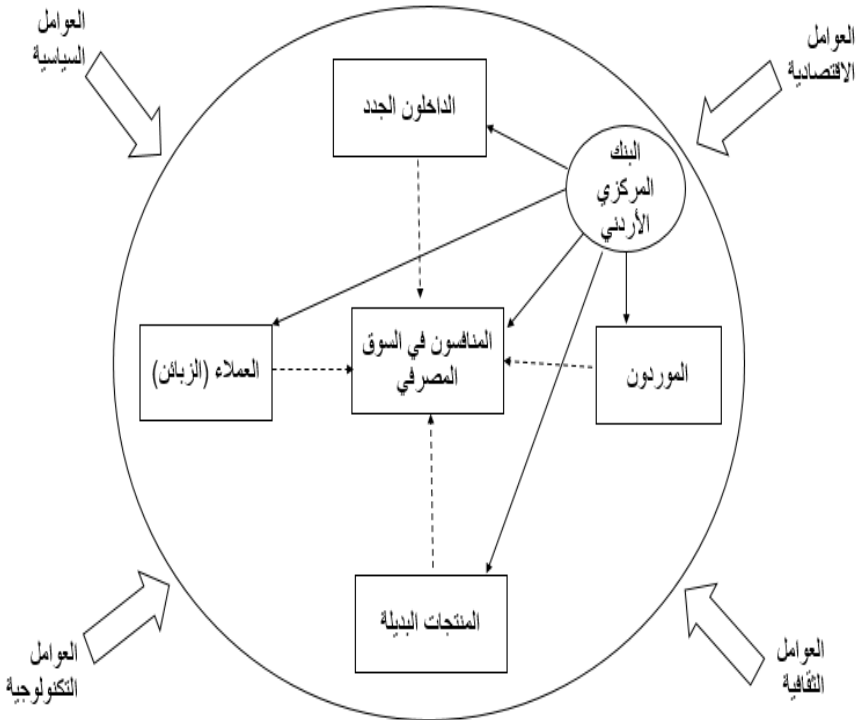 العوامل
الاقتصادية
العوامل
السياسية
الداخلون الجدد
البنك
المركزي
الأردني
الموردون
المنافسون في السوق
المصرفي
العملاء (الزبائن)
المنتجات البديلة
العوامل
الثقافية
العوامل
التكنولوجية